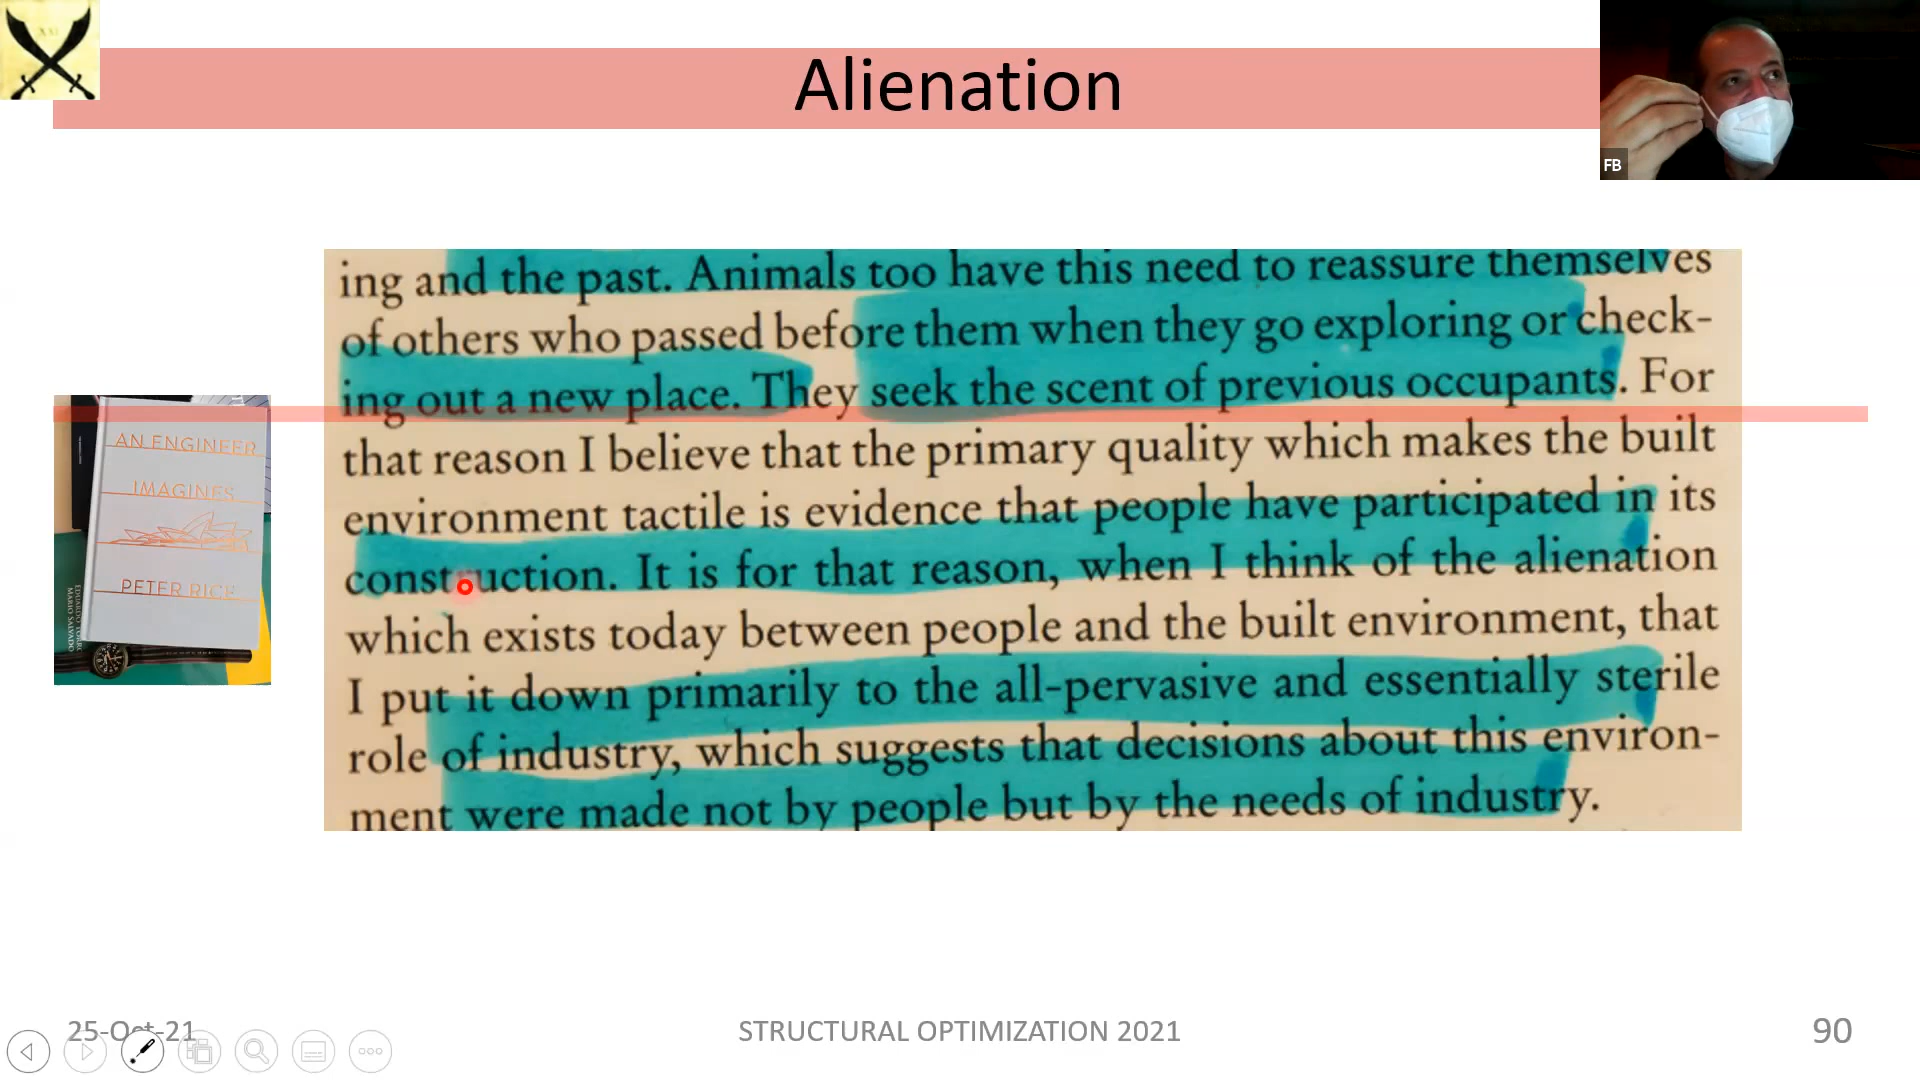 XXI
Alienation
FB
ing and the past. Animals too have this need to reassure themselves
of others who passed before them when they go exploring or check-
ing out a new place. They seek the scent of previous occupants. For
that reason I believe that the primary quality which makes the built
environment tactile is evidence that people have participated in its
construction. It is for that reason, when I think of the alienation
which exists today between people and the built environment, that
I put it down primarily to the all-pervasive and essentially sterile
role of industry, which suggests that decisions about this environ-
ment were made not by people but by the needs of industry.
AN ENGINEER
IMAGINES
PETER RICE
MARIO SALVADO
25-Oct-21
STRUCTURAL OPTIMIZATION 2021
90